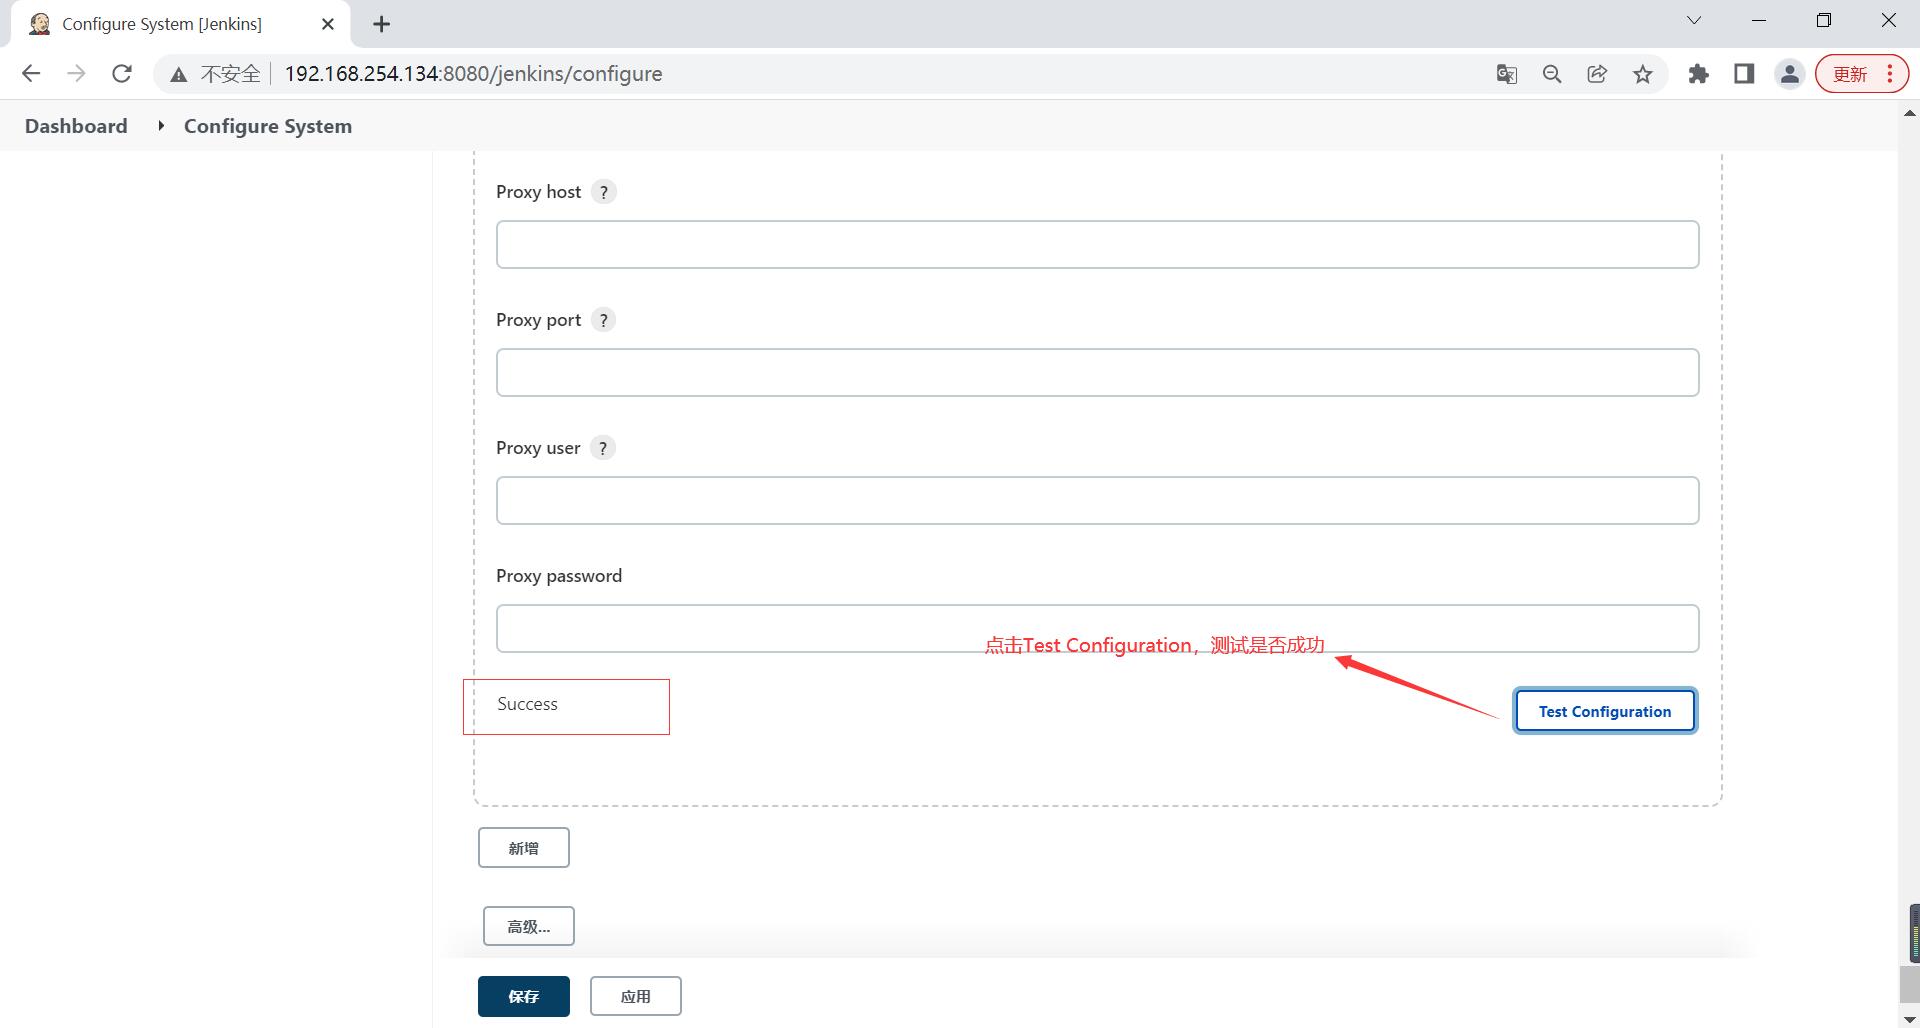 Configure System [Jenkins]
不安全 192.168.254.134:8080/jenkins/configure 更新
Dashboard Configure System
Proxy host ?
Proxy port ?
Proxy user ?
Proxy password
点击Test Configuration，测试是否成功
Success
Test Configuration
新增
高级...
保存 应用